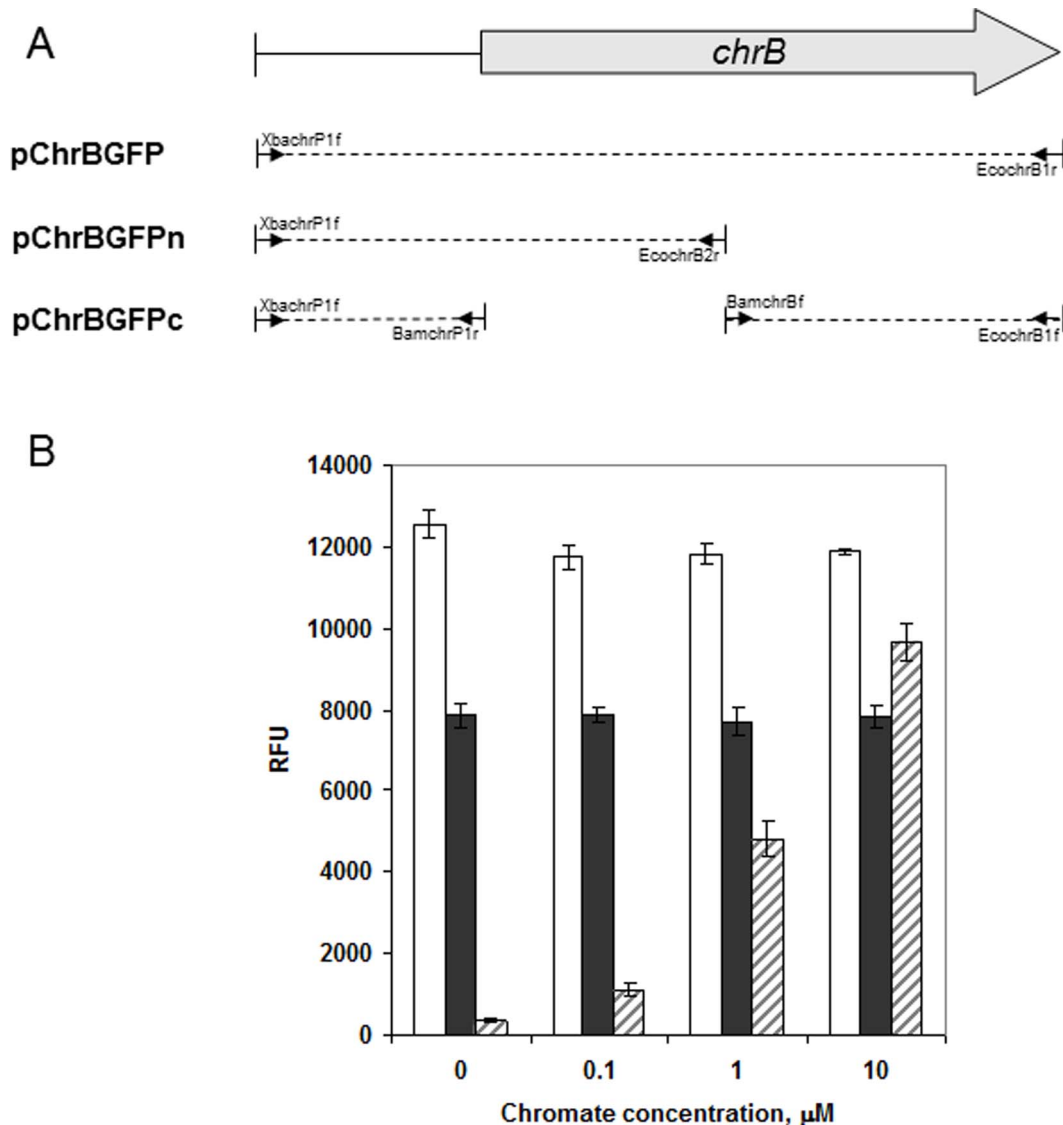 A
chrB
pChrBGFP
XbachrP1f
EcochrB1r
pChrBGFPn
XbachrP1f
EcochrB2r
pChrBGFPc
XbachrP1f
BamchrP1r
BamchrBf
EcochrB1f
B
14000
12000
10000
8000
6000
4000
2000
0
RFU
0 0.1 1 10
Chromate concentration, µM